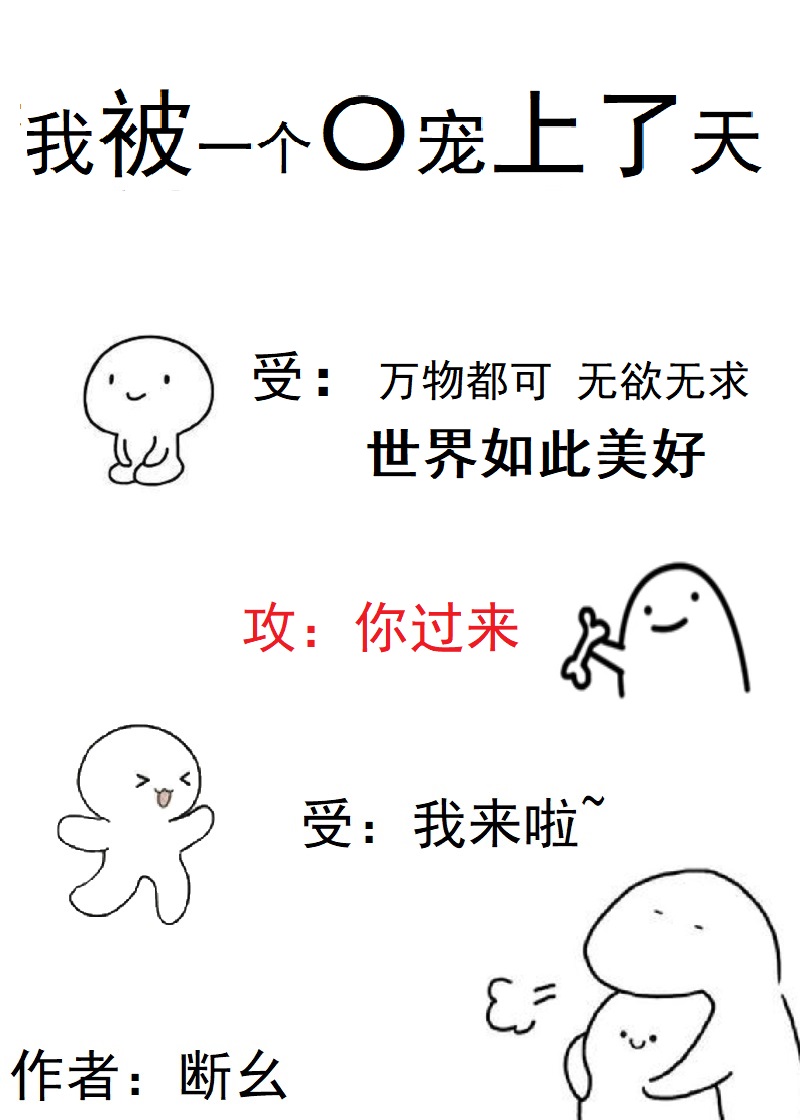 我被一个O宠上了天
受： 万物都可 无欲无求
世界如此美好
攻：你过来
受：我来啦~
作者：断幺